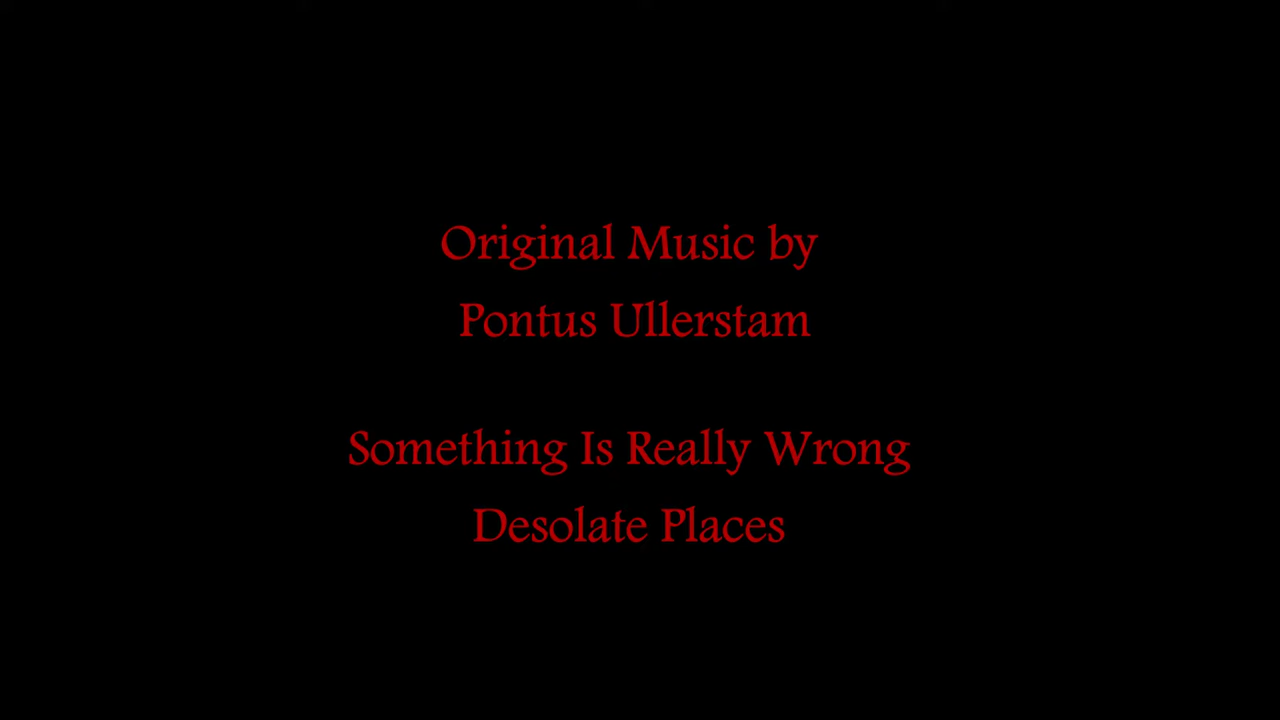 Original Music by
Pontus Ullerstam
Something Is Really Wrong
Desolate Places